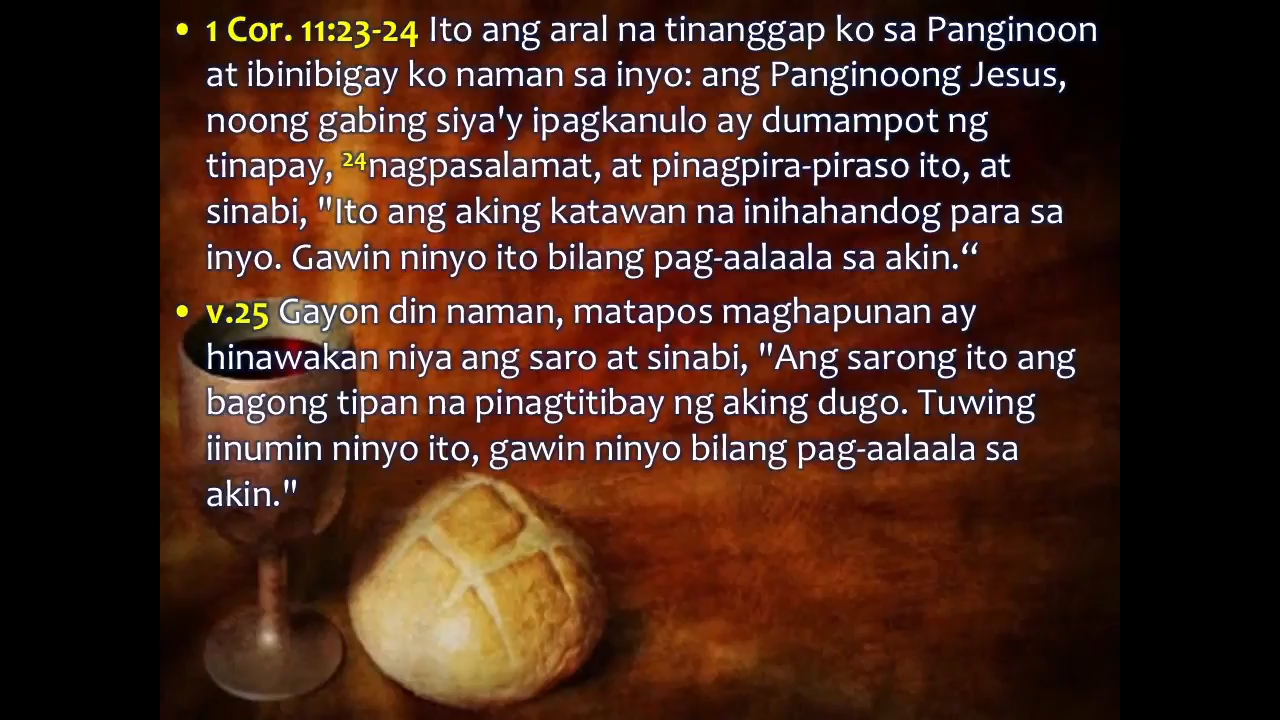 • 1 Cor. 11:23-24 Ito ang aral na tinanggap ko sa Panginoon
at ibinibigay ko naman sa inyo: ang Panginoong Jesus,
noong gabing siya'y ipagkanulo ay dumampot ng
tinapay, ²⁴nagpasalamat, at pinagpira-piraso ito, at
sinabi, "Ito ang aking katawan na inihahandog para sa
inyo. Gawin ninyo ito bilang pag-aalaala sa akin.“
• v.25 Gayon din naman, matapos maghapunan ay
hinawakan niya ang saro at sinabi, "Ang sarong ito ang
bagong tipan na pinagtitibay ng aking dugo. Tuwing
iinumin ninyo ito, gawin ninyo bilang pag-aalaala sa
akin."